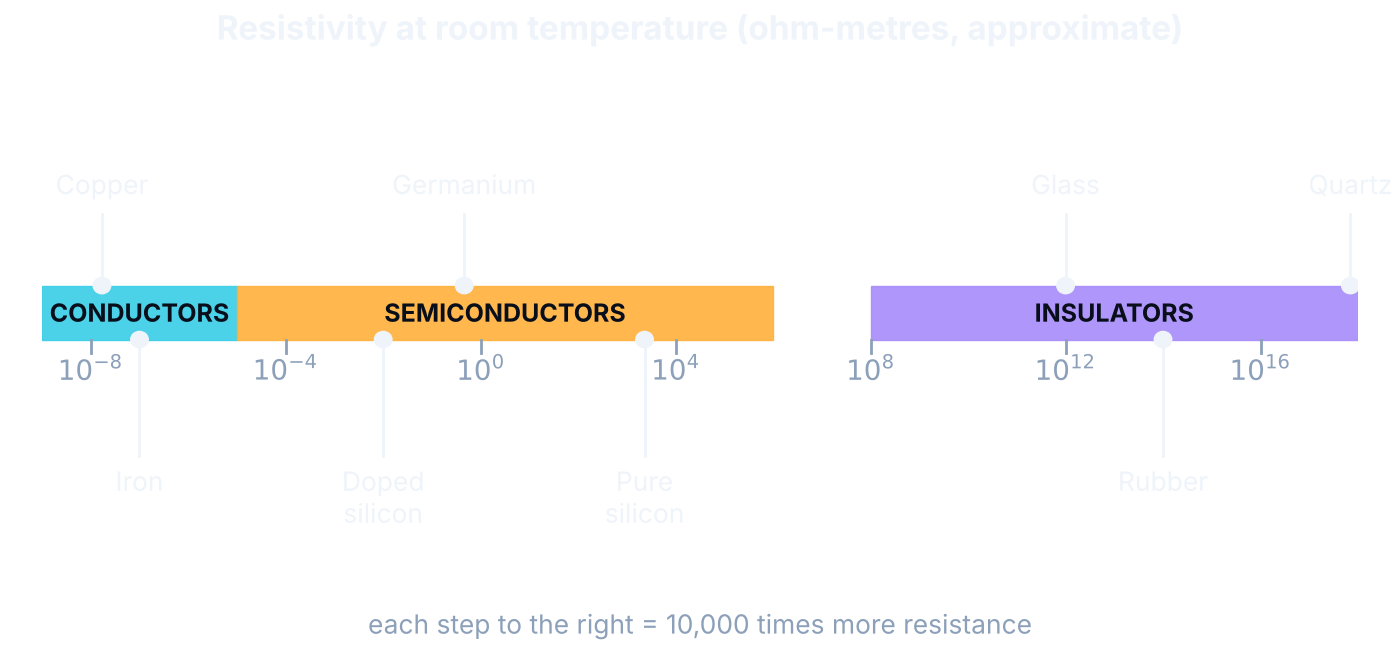 Resistivity at room temperature (ohm-metres, approximate)
Copper Germanium Glass Quartz
CONDUCTORS SEMICONDUCTORS INSULATORS
10⁻⁸ 10⁻⁴ 10⁰ 10⁴ 10⁸ 10¹² 10¹⁶
Iron Doped Pure Rubber
silicon silicon
each step to the right = 10,000 times more resistance